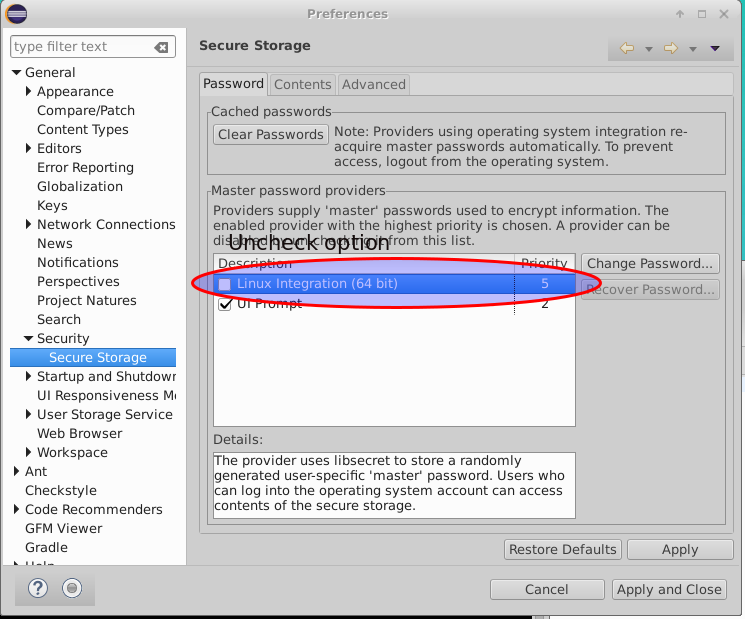 Preferences
type filter text
General
Appearance
Compare/Patch
Content Types
Editors
Error Reporting
Globalization
Keys
Network Connections
News
Notifications
Perspectives
Project Natures
Search
Security
Secure Storage
Startup and Shutdown
UI Responsiveness Mo
User Storage Service
Web Browser
Workspace
Ant
Checkstyle
Code Recommenders
GFM Viewer
Gradle
Help
Secure Storage
Password Contents Advanced
Cached passwords
Clear Passwords
Note: Providers using operating system integration re-
acquire master passwords automatically. To prevent
access, logout from the operating system.
Master password providers
Providers supply 'master' passwords used to encrypt information. The
enabled provider with the highest priority is chosen. A provider can be
disabled by unchecking it from this list.
Uncheck option
Description Priority
Linux Integration (64 bit) 5
UI Prompt 2
Change Password...
Recover Password...
Details:
The provider uses libsecret to store a randomly
generated user-specific 'master' password. Users who
can log into the operating system account can access
contents of the secure storage.
Restore Defaults Apply
? Cancel Apply and Close